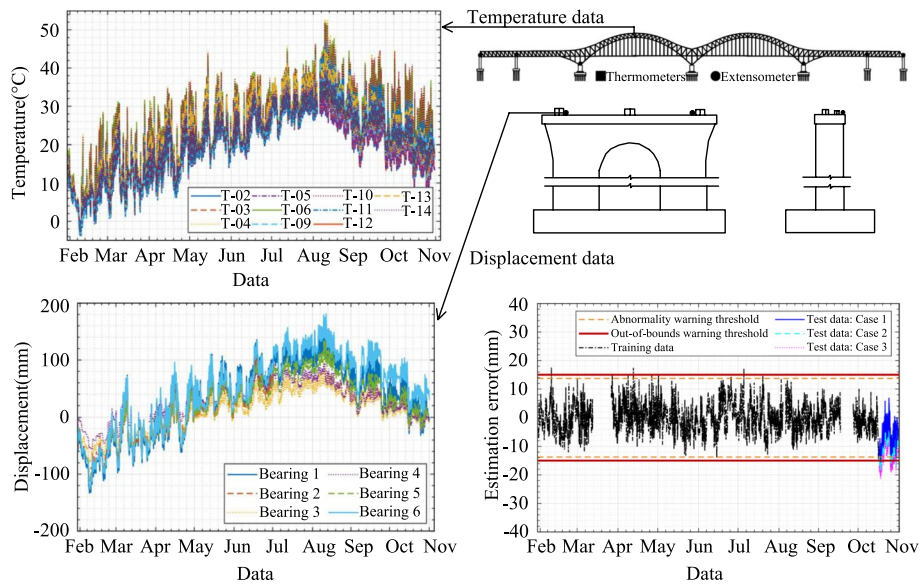 Temperature data
Thermometers
Extensometer
Temperature(°C)
50
40
30
20
10
0
T-02 T-05 T-10 T-13
T-03 T-06 T-11 T-14
T-04 T-09 T-12
Feb Mar Apr May Jun Jul Aug Sep Oct Nov
Data
Displacement data
Displacement(mm)
200
100
0
-100
-200
Bearing 1 Bearing 4
Bearing 2 Bearing 5
Bearing 3 Bearing 6
Feb Mar Apr May Jun Jul Aug Sep Oct Nov
Data
Estimation error(mm)
40
30
20
10
0
-10
-20
-30
-40
Abnormality warning threshold Test data: Case 1
Out-of-bounds warning threshold Test data: Case 2
Training data Test data: Case 3
Feb Mar Apr May Jun Jul Aug Sep Oct Nov
Data